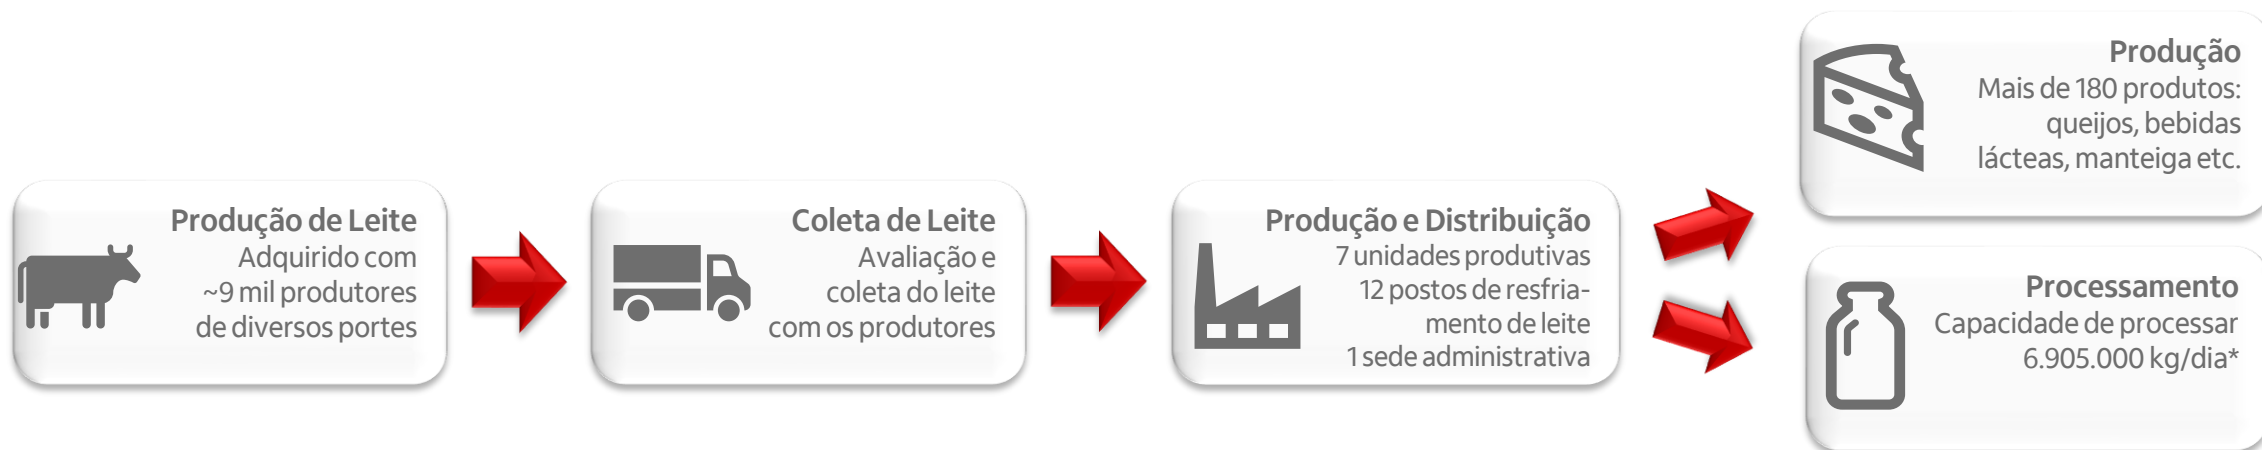 Produção de Leite
Adquirido com
~9 mil produtores
de diversos portes
Coleta de Leite
Avaliação e
coleta do leite
com os produtores
Produção e Distribuição
7 unidades produtivas
12 postos de resfria-
mento de leite
1 sede administrativa
Produção
Mais de 180 produtos:
queijos, bebidas
lácteas, manteiga etc.
Processamento
Capacidade de processar
6.905.000 kg/dia*